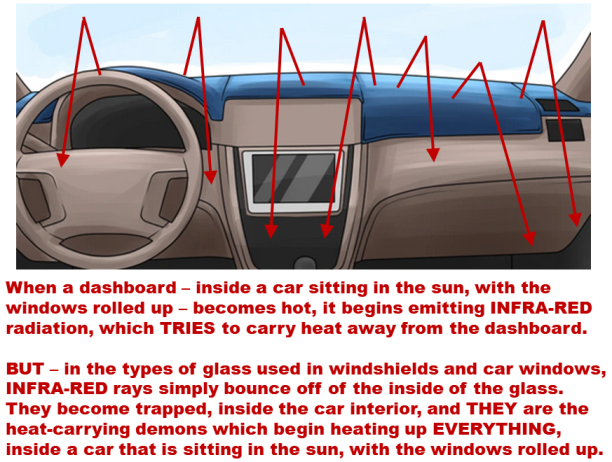 When a dashboard – inside a car sitting in the sun, with the
windows rolled up – becomes hot, it begins emitting INFRA-RED
radiation, which TRIES to carry heat away from the dashboard.
BUT – in the types of glass used in windshields and car windows,
INFRA-RED rays simply bounce off of the inside of the glass.
They become trapped, inside the car interior, and THEY are the
heat-carrying demons which begin heating up EVERYTHING,
inside a car that is sitting in the sun, with the windows rolled up.